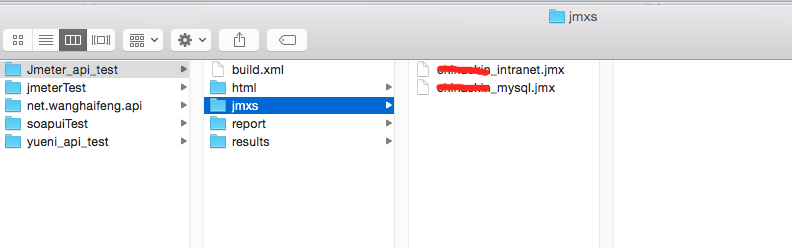 jmxs
Jmeter_api_test
jmeterTest
net.wanghaifeng.api
soapuiTest
yueni_api_test
build.xml
html
jmxs
report
results
_intranet.jmx
_mysql.jmx